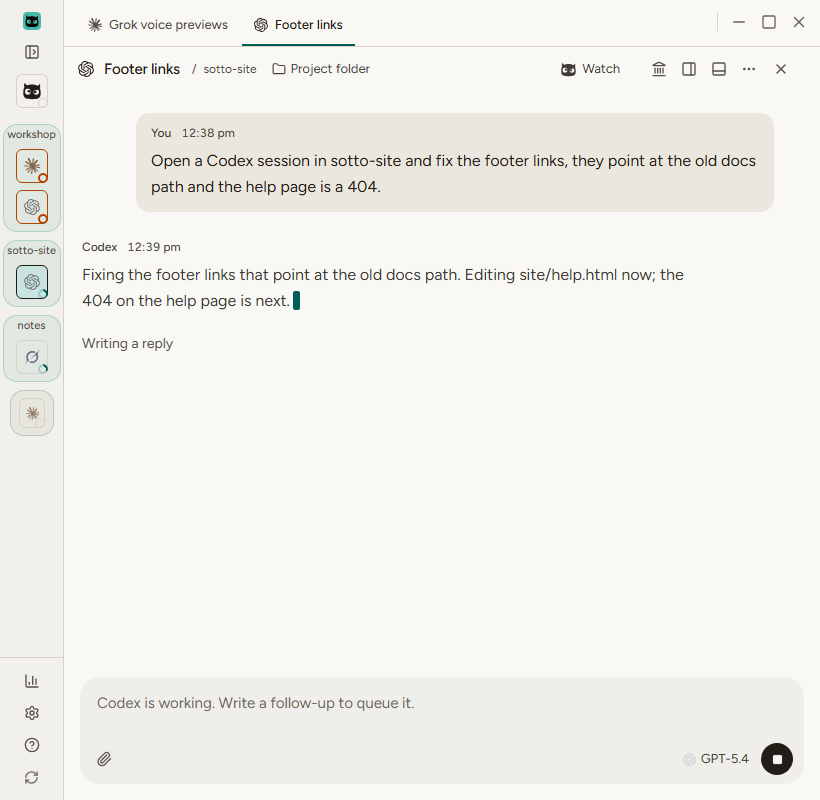 Grok voice previews
Footer links
Footer links / sotto-site Project folder
Watch
workshop
sotto-site
notes
You 12:38 pm
Open a Codex session in sotto-site and fix the footer links, they point at the old docs
path and the help page is a 404.
Codex 12:39 pm
Fixing the footer links that point at the old docs path. Editing site/help.html now; the
404 on the help page is next.
Writing a reply
Codex is working. Write a follow-up to queue it.
GPT-5.4